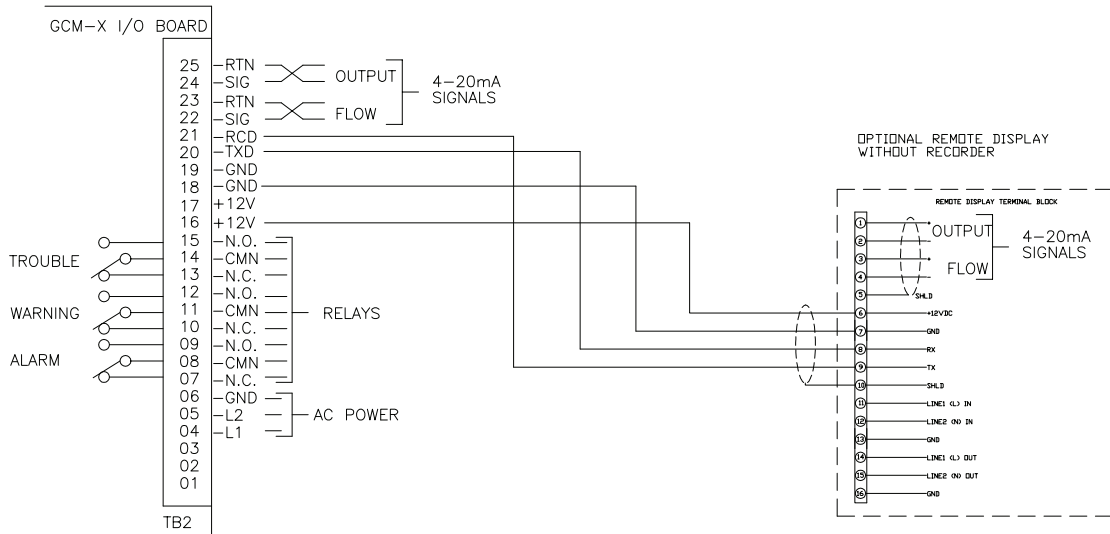 GCM-X I/O BOARD
25 -RTN
24 -SIG
OUTPUT
23 -RTN
22 -SIG
FLOW
4-20mA
SIGNALS
21 -RCD
20 -TXD
19 -GND
18 -GND
17 +12V
16 +12V
15 -N.O.
14 -CMN
13 -N.C.
TROUBLE
12 -N.O.
11 -CMN
10 -N.C.
WARNING
RELAYS
09 -N.O.
08 -CMN
07 -N.C.
ALARM
06 -GND
05 -L2
04 -L1
AC POWER
03
02
01
TB2
OPTIONAL REMOTE DISPLAY
WITHOUT RECORDER
REMOTE DISPLAY TERMINAL BLOCK
1 +
OUTPUT
2 -
3 +
FLOW
4 -
4-20mA
SIGNALS
5 SHLD
6 +12VDC
7 GND
8 RX
9 TX
10 SHLD
11 LINE1 (L) IN
12 LINE2 (N) IN
13 GND
14 LINE1 (L) OUT
15 LINE2 (N) OUT
16 GND